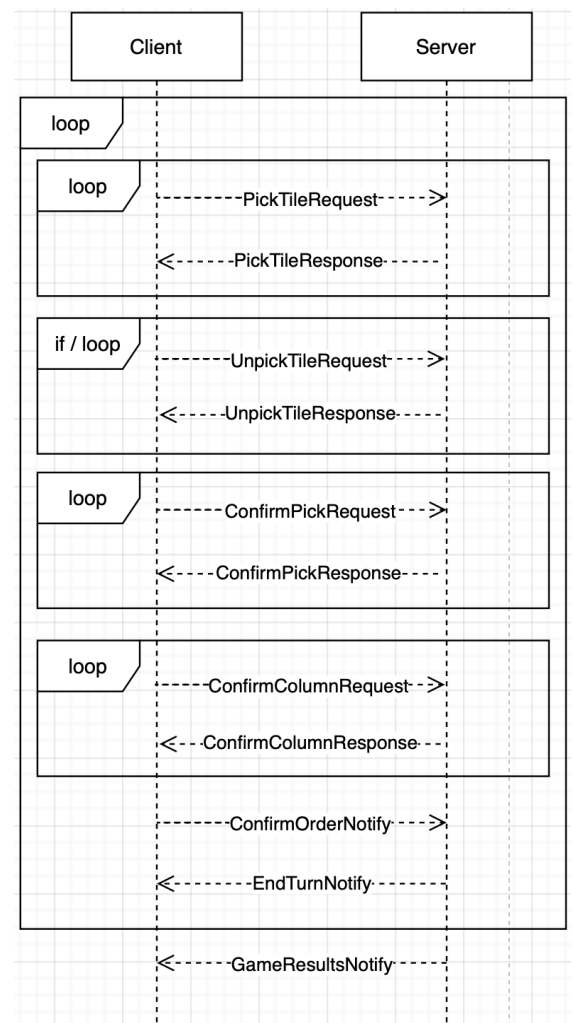 Client
Server
loop
loop
PickTileRequest
PickTileResponse
if / loop
UnpickTileRequest
UnpickTileResponse
loop
ConfirmPickRequest
ConfirmPickResponse
loop
ConfirmColumnRequest
ConfirmColumnResponse
ConfirmOrderNotify
EndTurnNotify
GameResultsNotify